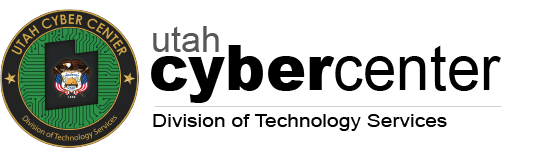 UTAH CYBER CENTER
Division of Technology Services
utah
cybercenter
Division of Technology Services